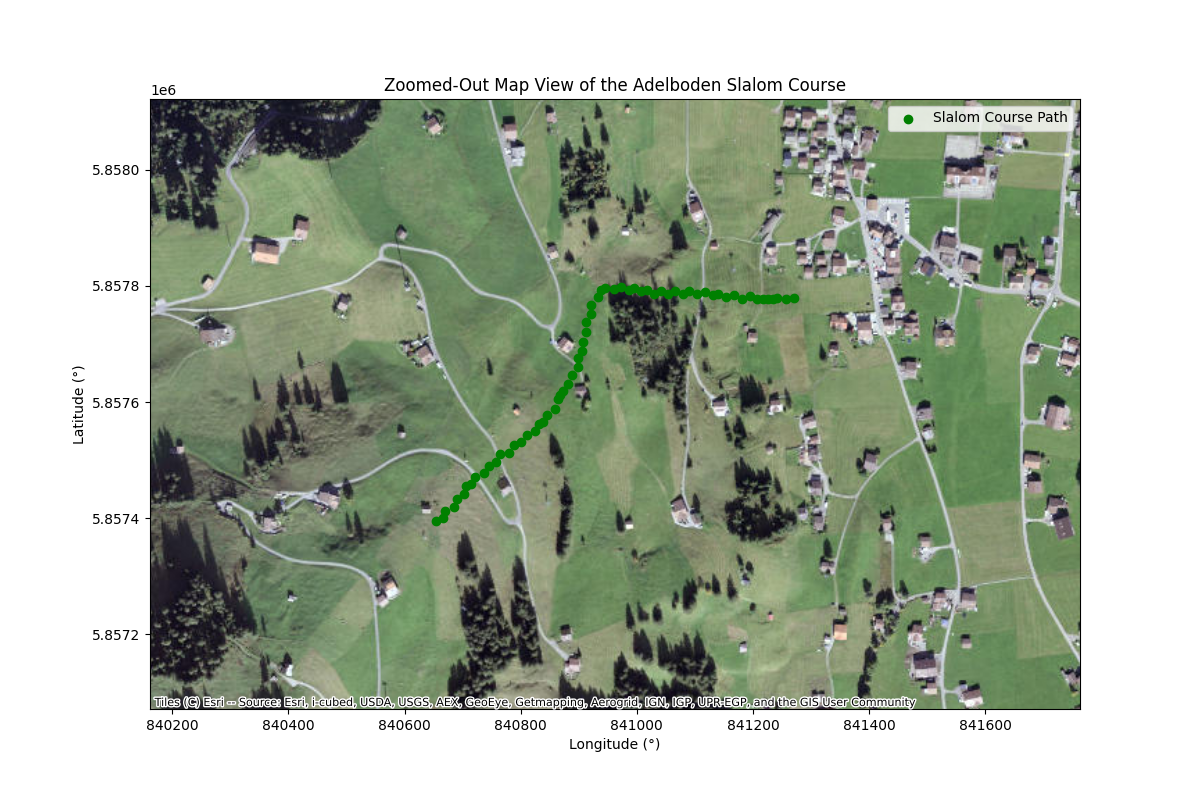 Zoomed-Out Map View of the Adelboden Slalom Course
1e6
Slalom Course Path
5.8580
5.8578
5.8576
5.8574
5.8572
Latitude (°)
Tiles (C) Esri -- Source: Esri, i-cubed, USDA, USGS, AEX, GeoEye, Getmapping, Aerogrid, IGN, IGP, UPR-EGP, and the GIS User Community
840200 840400 840600 840800 841000 841200 841400 841600
Longitude (°)